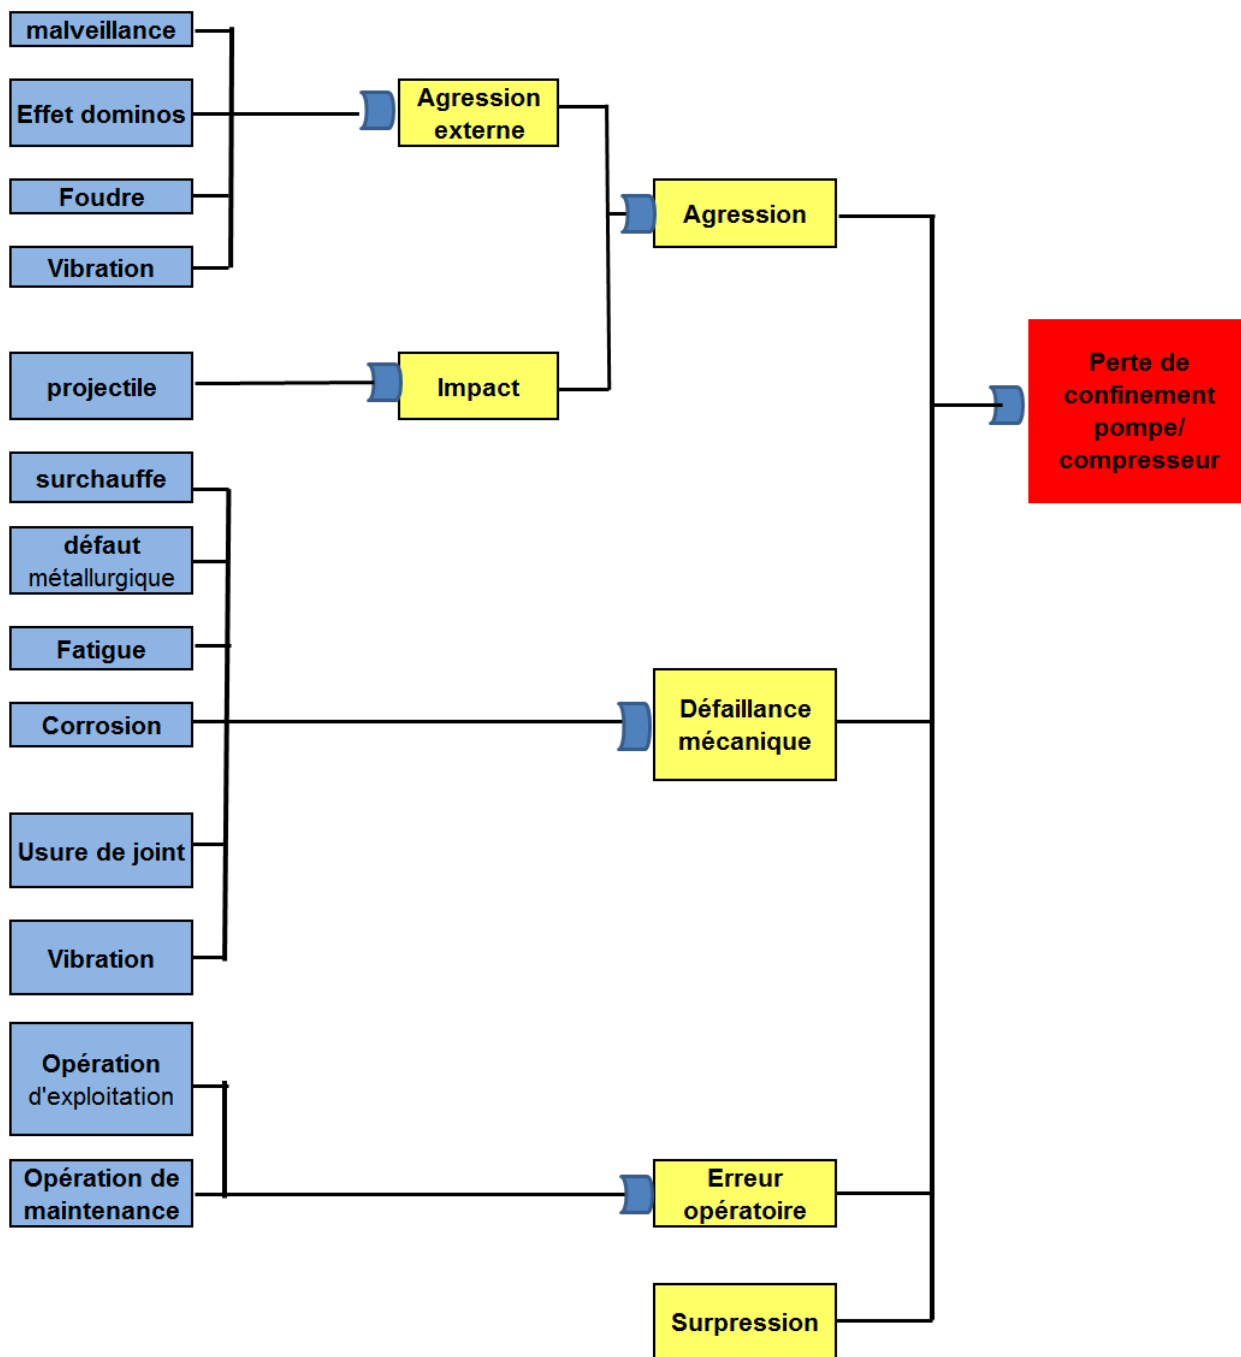 malveillance
Effet dominos
Foudre
Vibration
projectile
surchauffe
défaut
métallurgique
Fatigue
Corrosion
Usure de joint
Vibration
Opération
d'exploitation
Opération de
maintenance
Agression
externe
Impact
Agression
Défaillance
mécanique
Erreur
opératoire
Surpression
Perte de
confinement
pompe/
compresseur